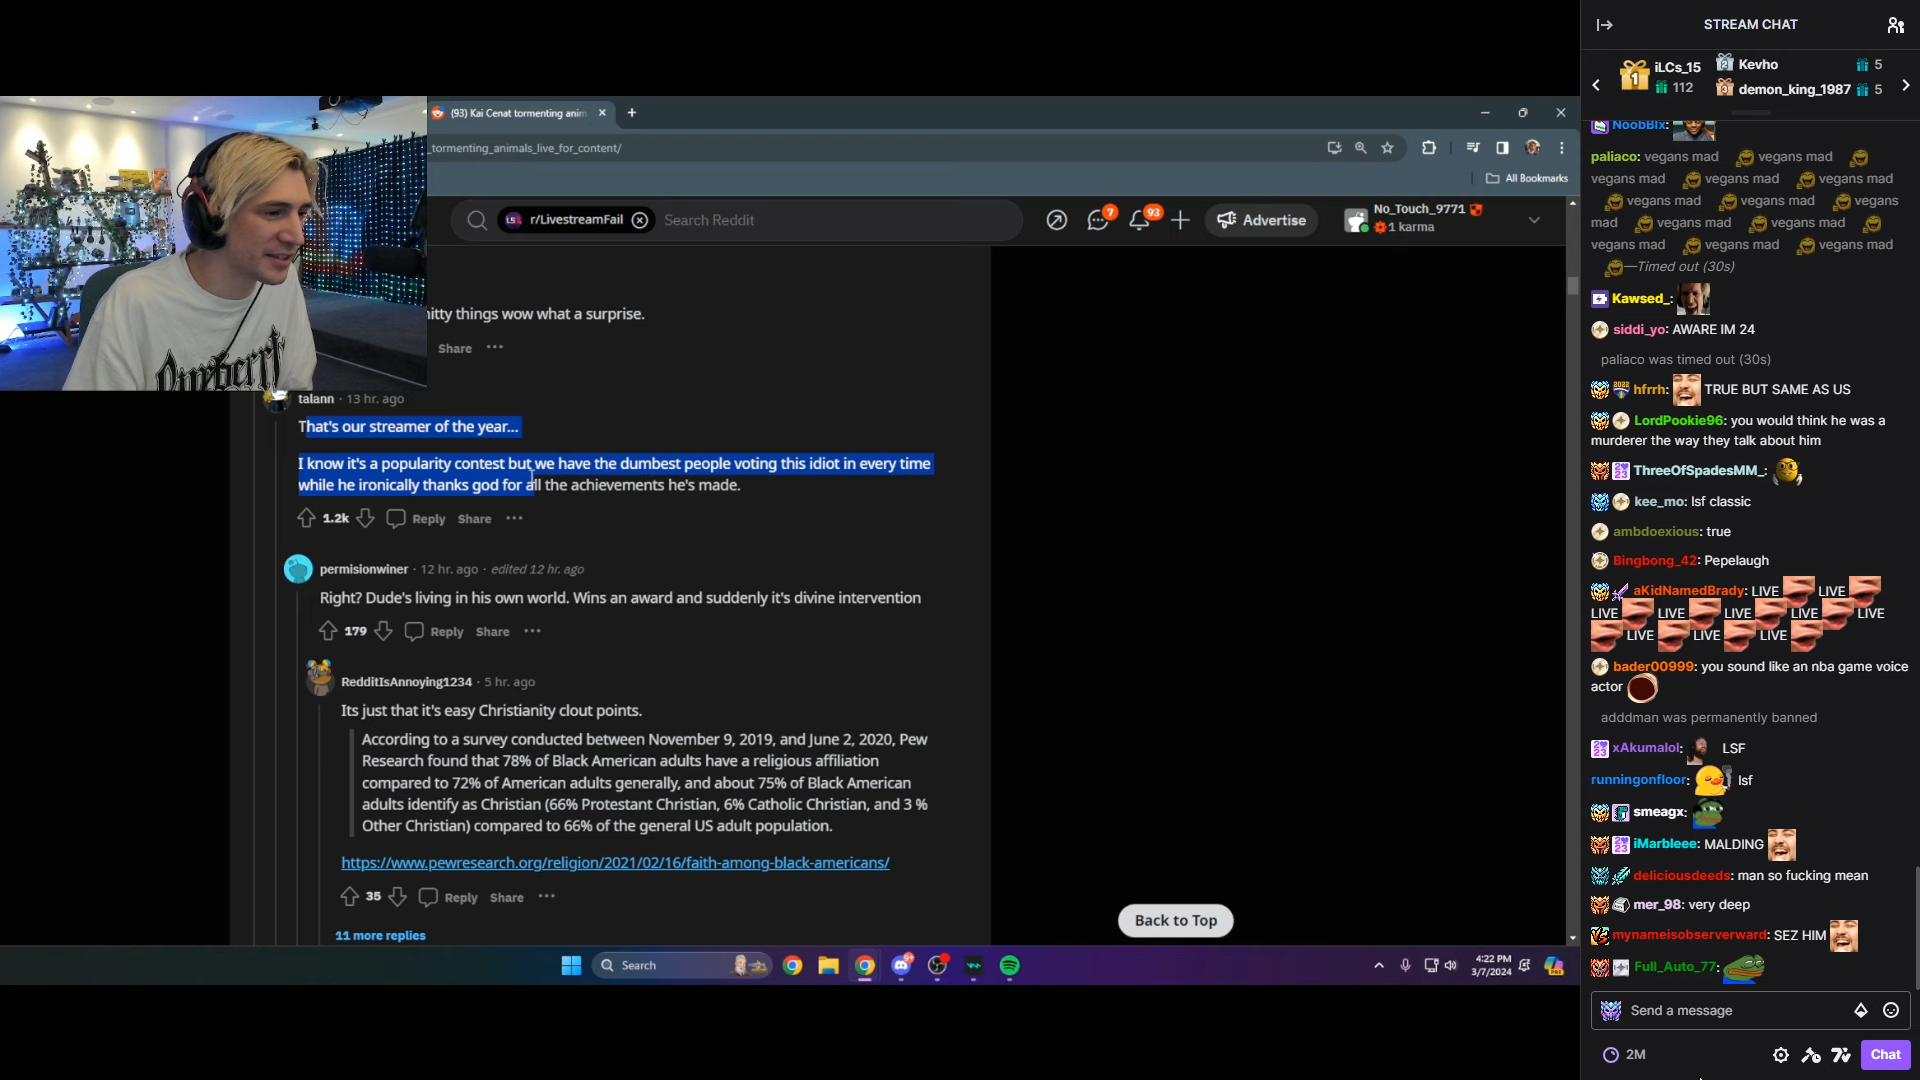 STREAM CHAT
1
iLCs_15
112
Kevho
5
demon_king_1987
5
(93) Kai Cenat tormenting anim
_tormenting_animals_live_for_content/
All Bookmarks
r/LivestreamFail
Search Reddit
7
93
Advertise
No_Touch_9771
1 karma
itty things wow what a surprise.
Share
talann · 13 hr. ago
That's our streamer of the year...
I know it's a popularity contest but we have the dumbest people voting this idiot in every time
while he ironically thanks god for all the achievements he's made.
1.2k
Reply
Share
permisionwiner · 12 hr. ago · edited 12 hr. ago
Right? Dude's living in his own world. Wins an award and suddenly it's divine intervention
179
Reply
Share
RedditIsAnnoying1234 · 5 hr. ago
Its just that it's easy Christianity clout points.
According to a survey conducted between November 9, 2019, and June 2, 2020, Pew
Research found that 78% of Black American adults have a religious affiliation
compared to 72% of American adults generally, and about 75% of Black American
adults identify as Christian (66% Protestant Christian, 6% Catholic Christian, and 3 %
Other Christian) compared to 66% of the general US adult population.
https://www.pewresearch.org/religion/2021/02/16/faith-among-black-americans/
35
Reply
Share
11 more replies
Back to Top
Search
4:22 PM
3/7/2024
NoobBlx:
paliaco: vegans mad vegans mad
vegans mad vegans mad vegans mad
vegans mad vegans mad vegans
mad vegans mad vegans mad
vegans mad vegans mad vegans mad
—Timed out (30s)
Kawsed_:
siddi_yo: AWARE IM 24
paliaco was timed out (30s)
hfrrh: TRUE BUT SAME AS US
LordPookie96: you would think he was a
murderer the way they talk about him
ThreeOfSpadesMM_:
kee_mo: lsf classic
ambdoexious: true
Bingbong_42: Pepelaugh
aKidNamedBrady: LIVE LIVE
LIVE LIVE LIVE LIVE LIVE
LIVE LIVE LIVE
bader00999: you sound like an nba game voice
actor
adddman was permanently banned
xAkumalol: LSF
runningonfloor: lsf
smeagx:
iMarbleee: MALDING
deliciousdeeds: man so fucking mean
mer_98: very deep
mynameisobserverward: SEZ HIM
Full_Auto_77:
Send a message
2M
Chat